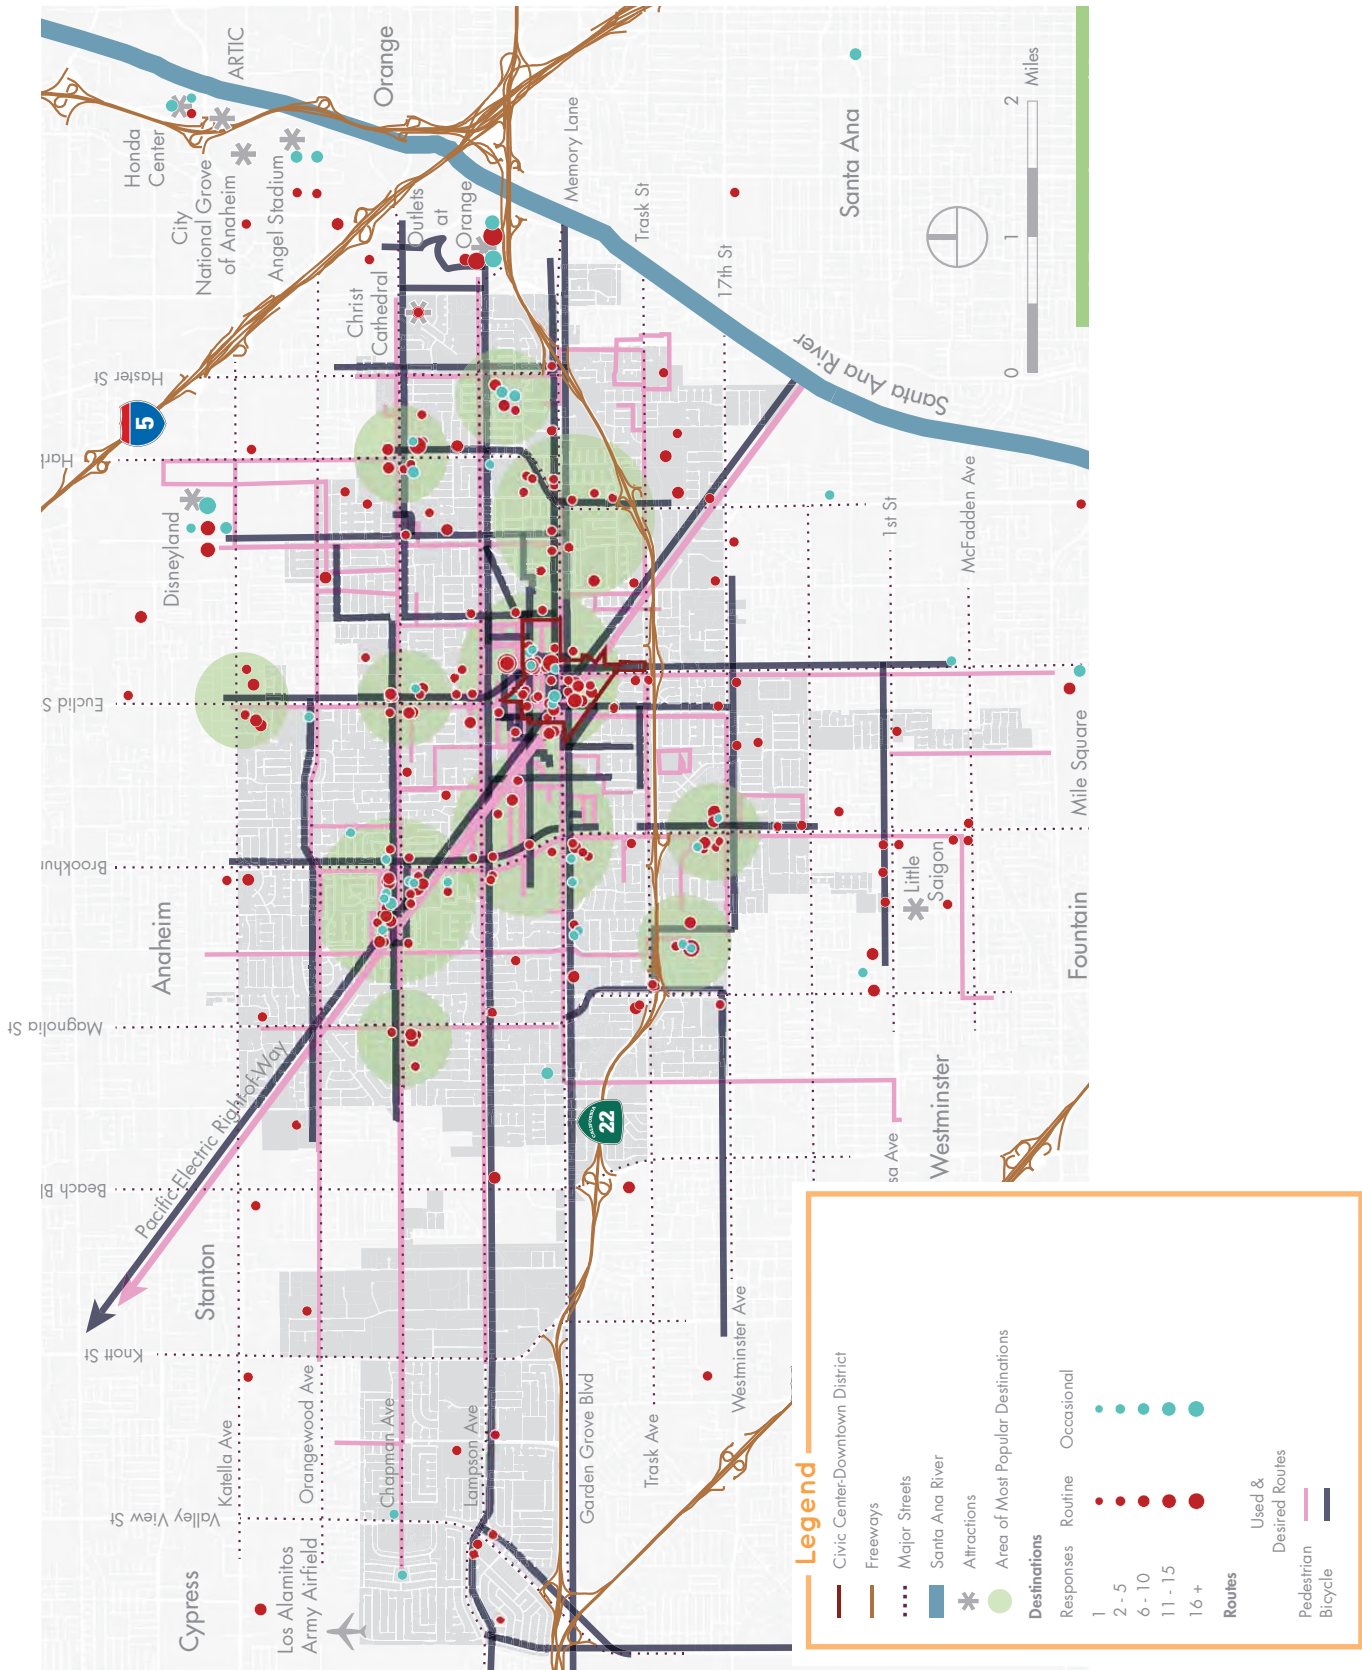 Cypress
Los Alamitos
Army Airfield
Valley View St
Katella Ave
Orangewood Ave
Chapman Ave
Lampson Ave
Garden Grove Blvd
Trask Ave
Westminster Ave
Knott St
Stanton
Beach Bl
Pacific Electric Right-of-Way
Magnolia St
Anaheim
Brookhur
Euclid S
Disneyland
Harb
5
Haster St
Christ
Cathedral
City
National Grove
of Anaheim
Angel Stadium
Honda
Center
ARTIC
Orange
Outlets
at
Orange
Memory Lane
Trask St
17th St
Santa Ana
Santa Ana River
1st St
McFadden Ave
Mile Square
Little
Saigon
Fountain
Westminster
sa Ave
CALIFORNIA
22
0
1
2
Miles
Legend
Civic Center-Downtown District
Freeways
Major Streets
Santa Ana River
Attractions
Area of Most Popular Destinations
Destinations
Responses Routine Occasional
1
2 - 5
6 - 10
11 - 15
16 +
Routes
Used &
Desired Routes
Pedestrian
Bicycle